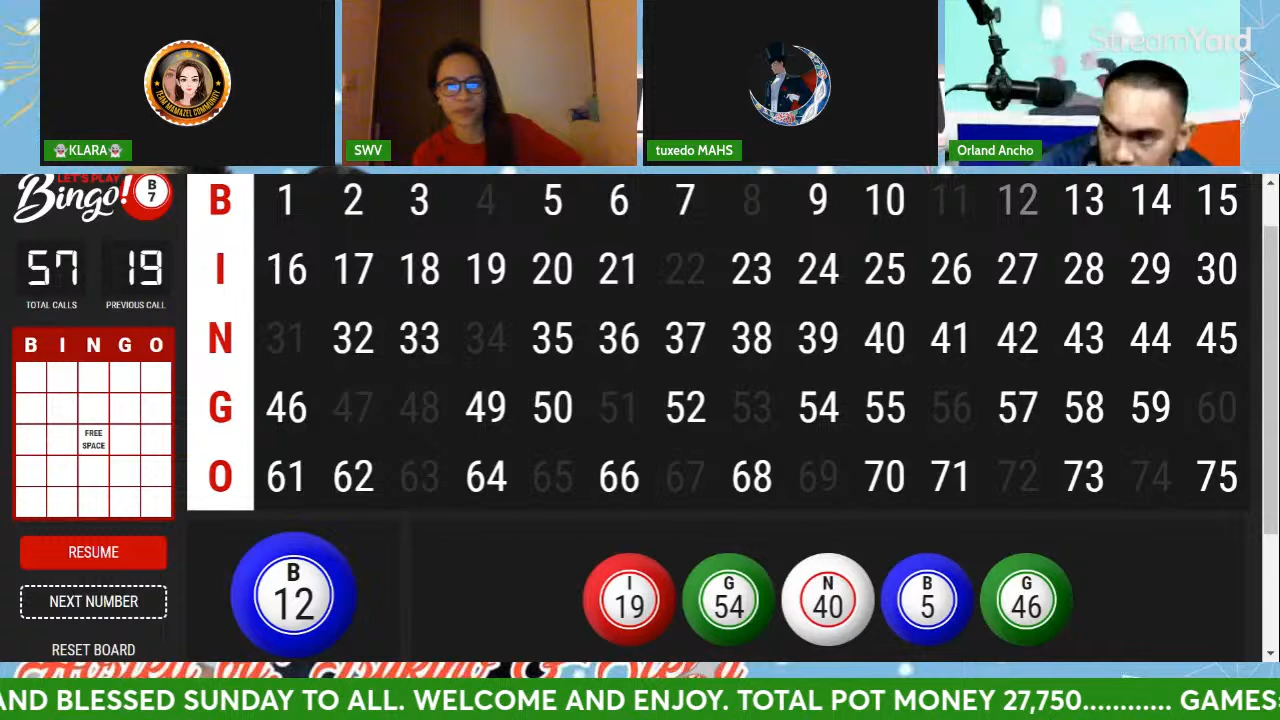 TEAM MAMAZEL COMMUNITY
StreamYard
👻KLARA👻
SWV
tuxedo MAHS
Orland Ancho
LET'S PLAY
Bingo!
B
7
B 1 2 3 4 5 6 7 8 9 10 11 12 13 14 15
57 19
TOTAL CALLS PREVIOUS CALL
I 16 17 18 19 20 21 22 23 24 25 26 27 28 29 30
B I N G O
N 31 32 33 34 35 36 37 38 39 40 41 42 43 44 45
FREE
SPACE
G 46 47 48 49 50 51 52 53 54 55 56 57 58 59 60
O 61 62 63 64 65 66 67 68 69 70 71 72 73 74 75
RESUME
NEXT NUMBER
RESET BOARD
B
12
I
19
G
54
N
40
B
5
G
46
AND BLESSED SUNDAY TO ALL. WELCOME AND ENJOY. TOTAL POT MONEY 27,750............ GAMES: